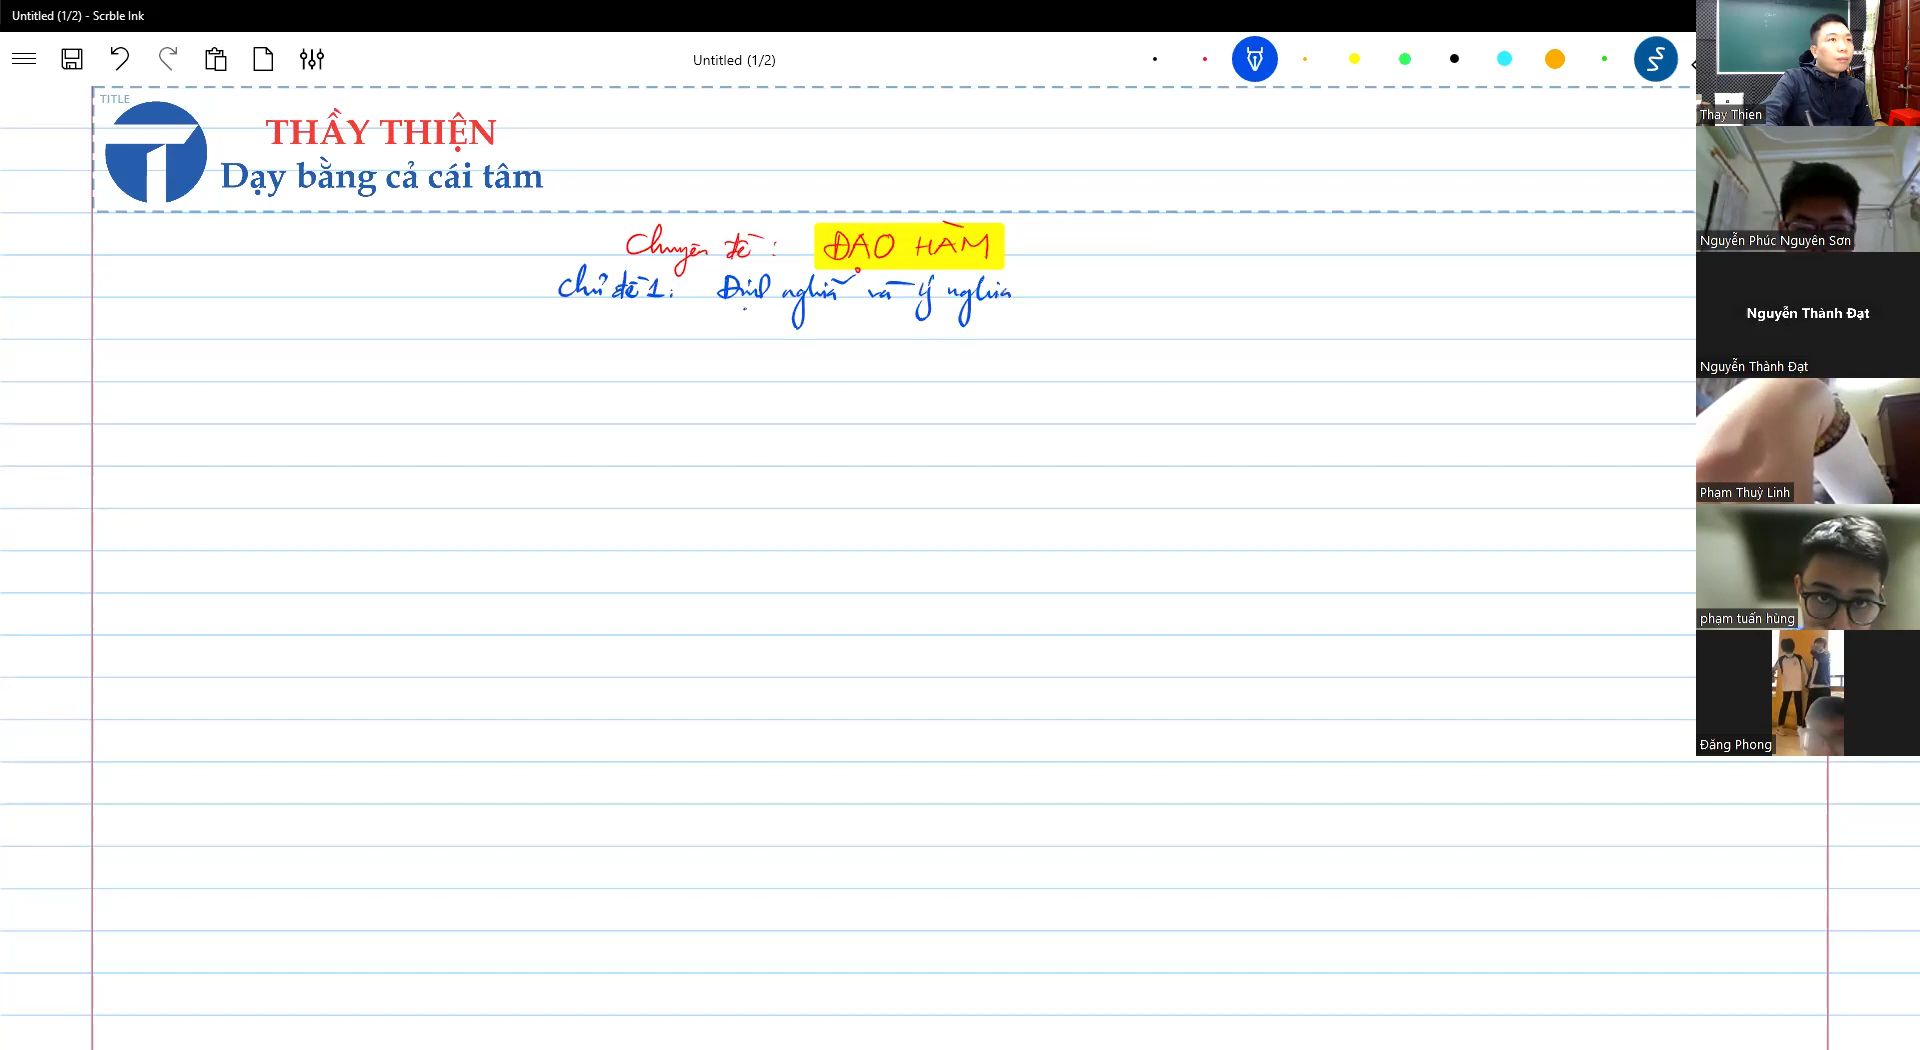 Untitled (1/2) - Scrble Ink
Untitled (1/2)
TITLE
THẦY THIỆN
Dạy bằng cả cái tâm
Chuyên đề: ĐẠO HÀM
Chủ đề 1: Định nghĩa và ý nghĩa
Thay Thien
Nguyễn Phúc Nguyên Sơn
Nguyễn Thành Đạt
Nguyễn Thành Đạt
Phạm Thuỳ Linh
phạm tuấn hùng
Đăng Phong